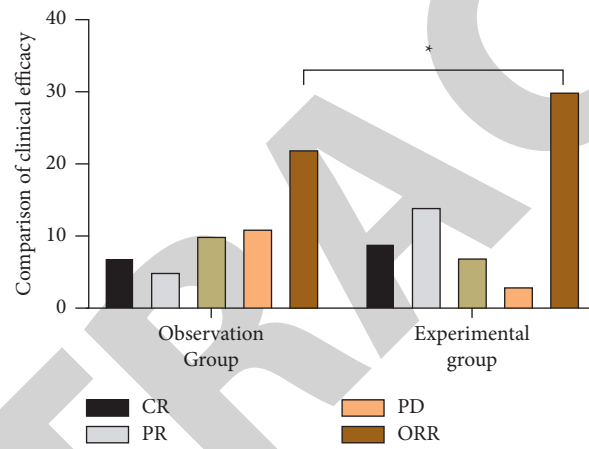 Comparison of clinical efficacy
40
30
20
10
0
*
Observation
Group
Experimental
group
CR
PR
PD
ORR